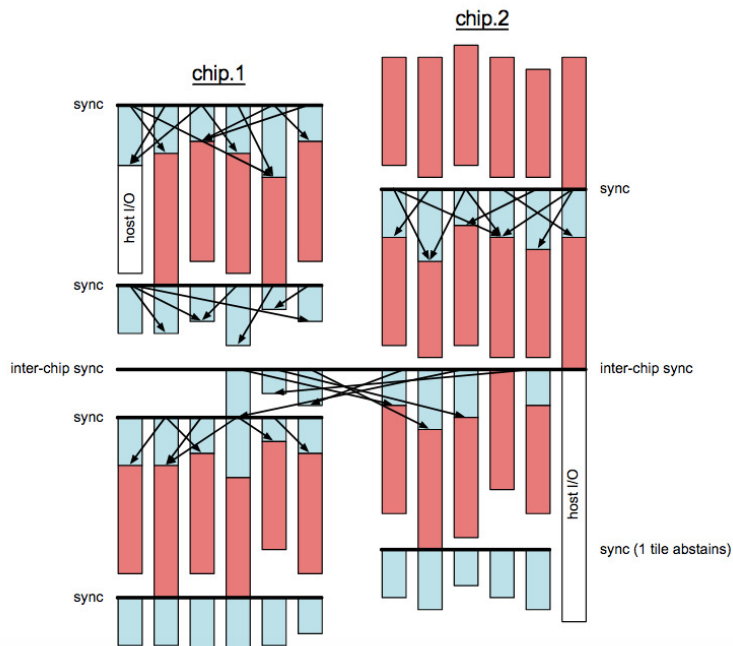 chip.2
chip.1
sync
sync
host I/O
sync
inter-chip sync
inter-chip sync
sync
host I/O
sync (1 tile abstains)
sync